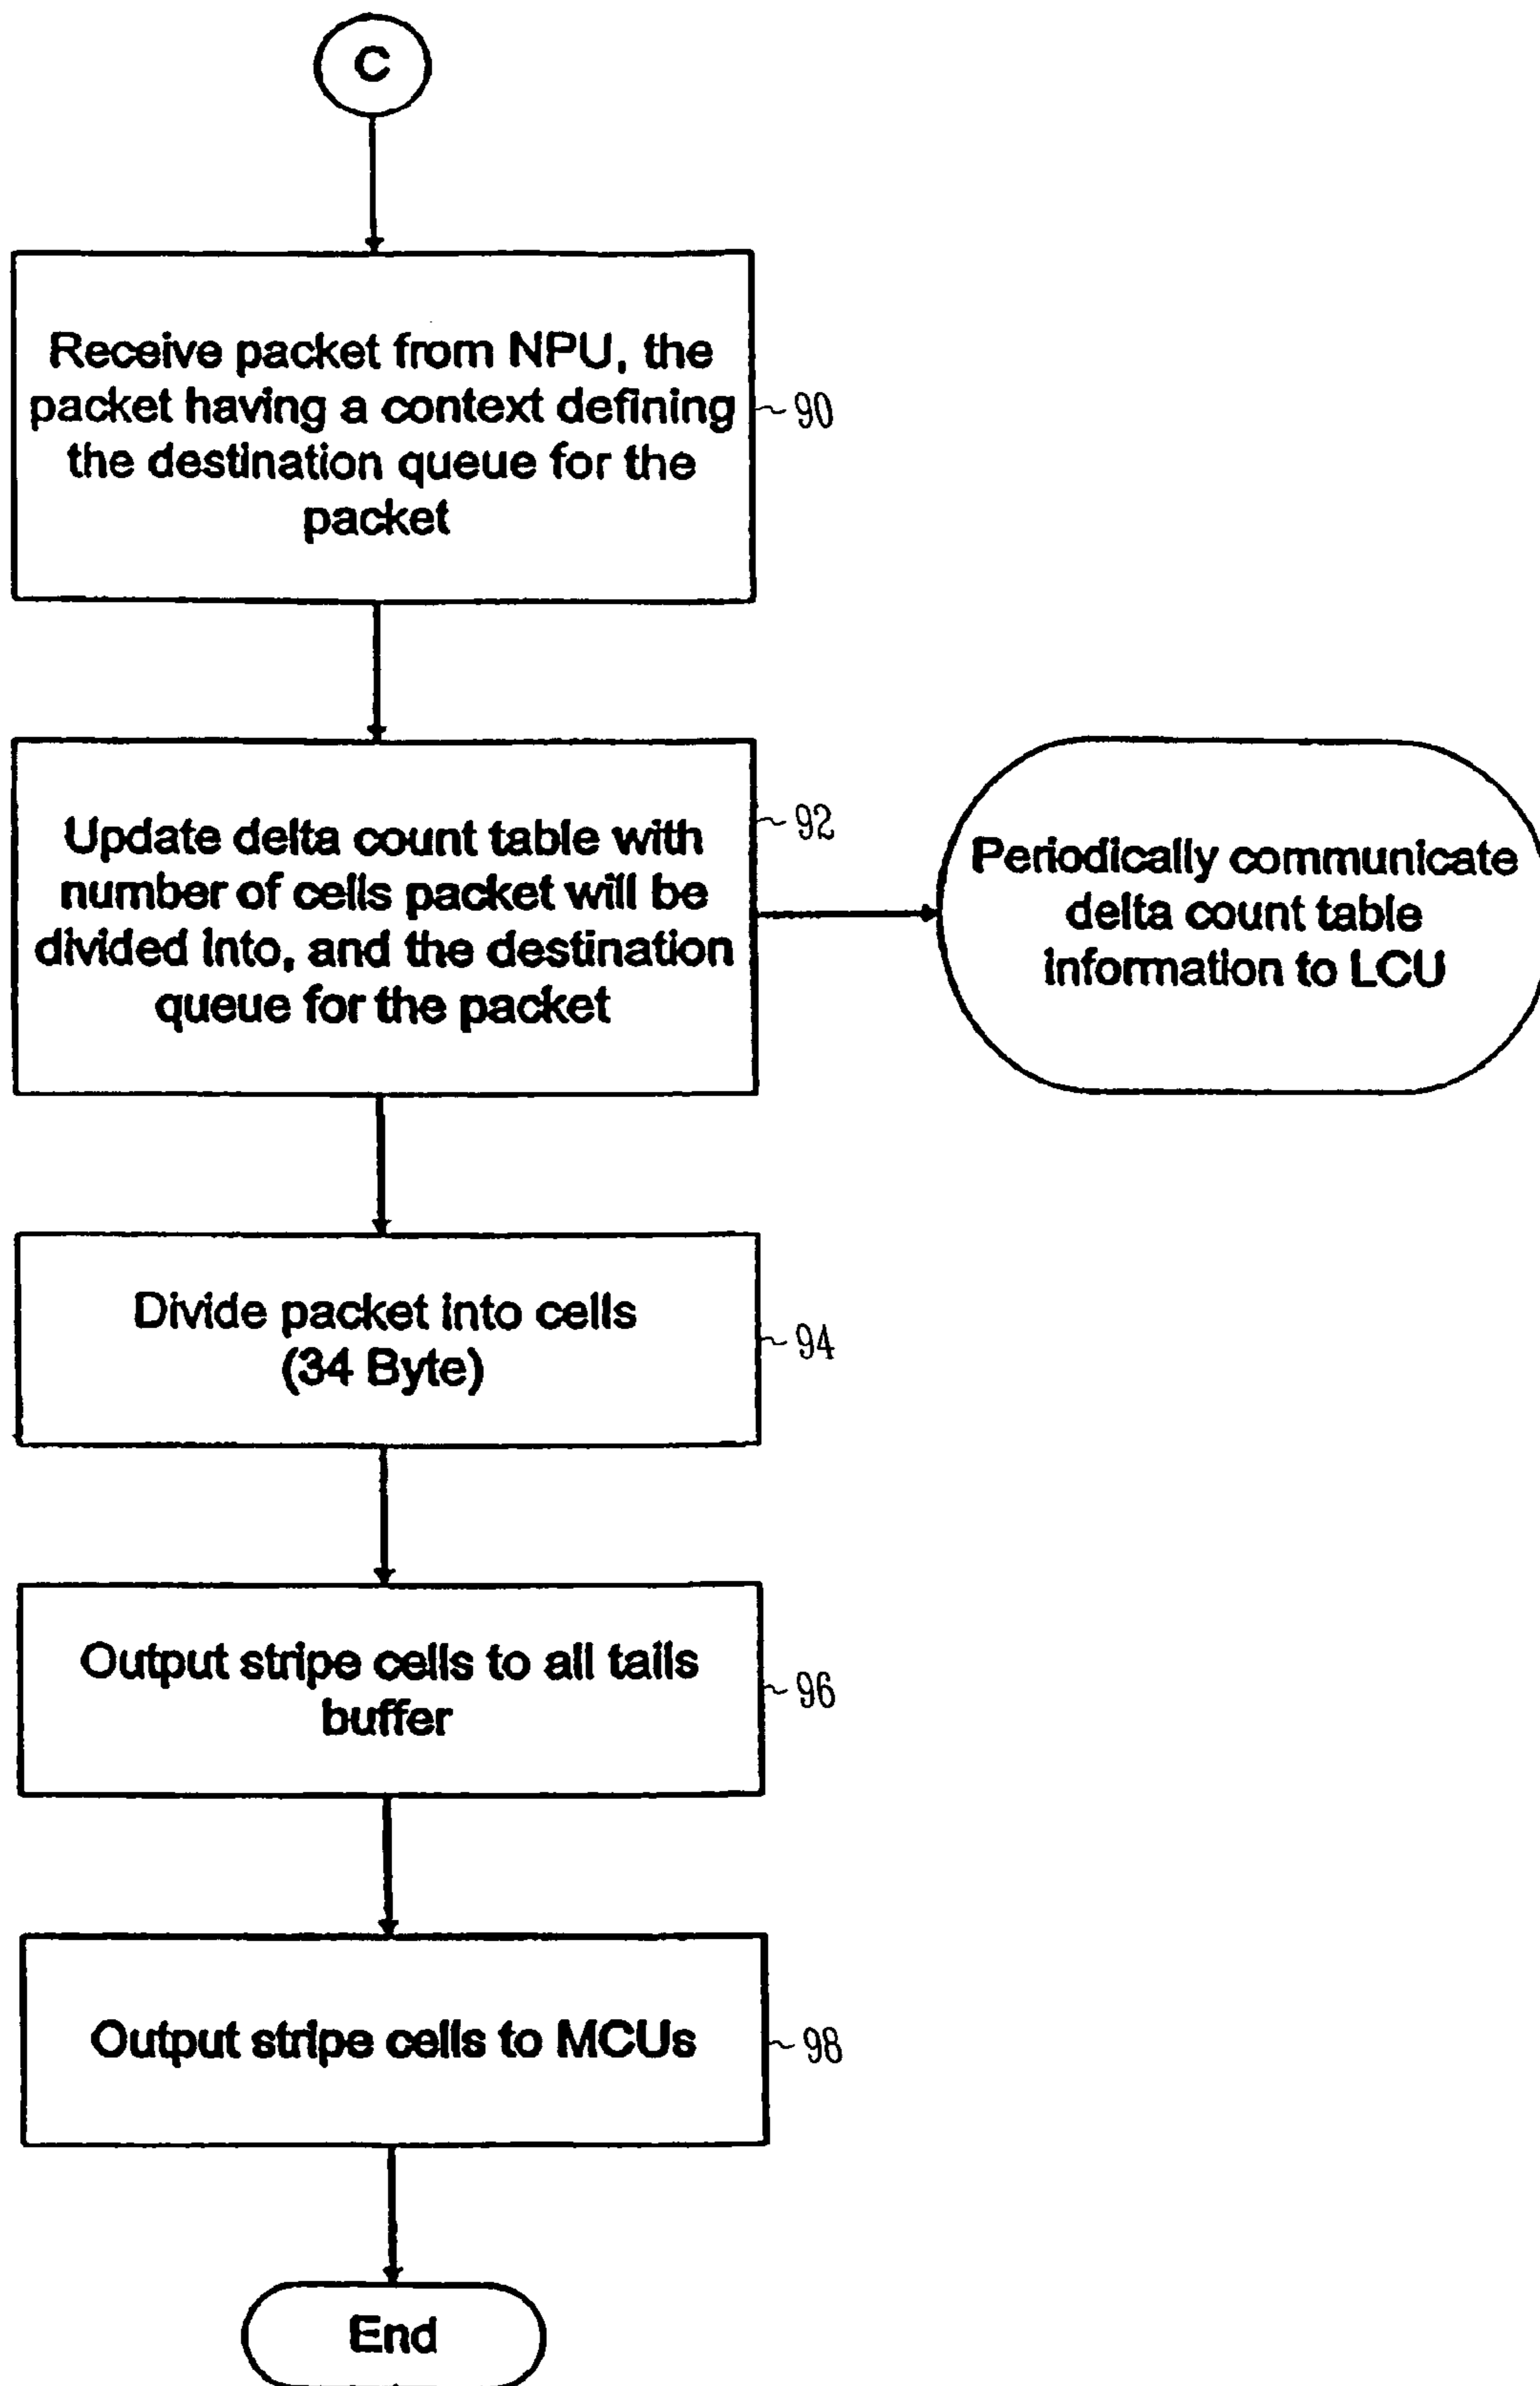 C
Receive packet from NPU, the
packet having a context defining
the destination queue for the
packet
90
Update delta count table with
number of cells packet will be
divided into, and the destination
queue for the packet
92
Periodically communicate
delta count table
information to LCU
Divide packet into cells
(34 Byte)
94
Output stripe cells to all tails
buffer
96
Output stripe cells to MCUs
98
End